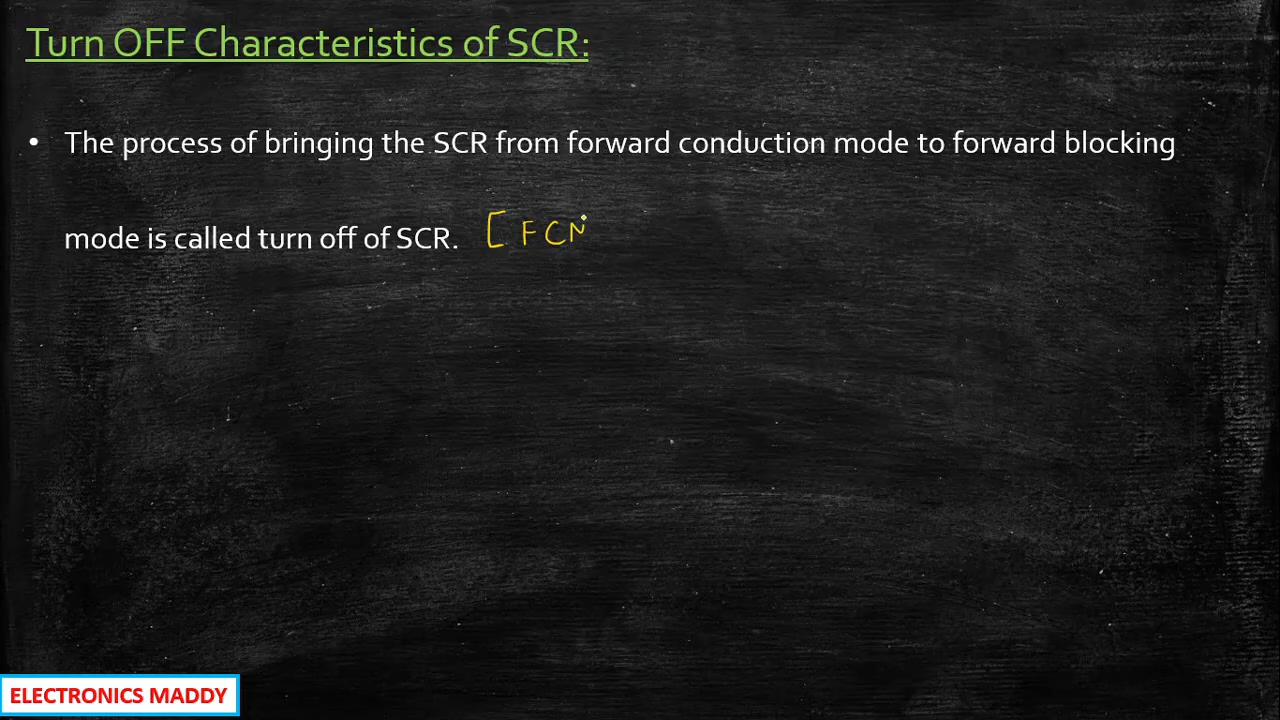 Turn OFF Characteristics of SCR:
• The process of bringing the SCR from forward conduction mode to forward blocking
mode is called turn off of SCR. [ F C N
ELECTRONICS MADDY